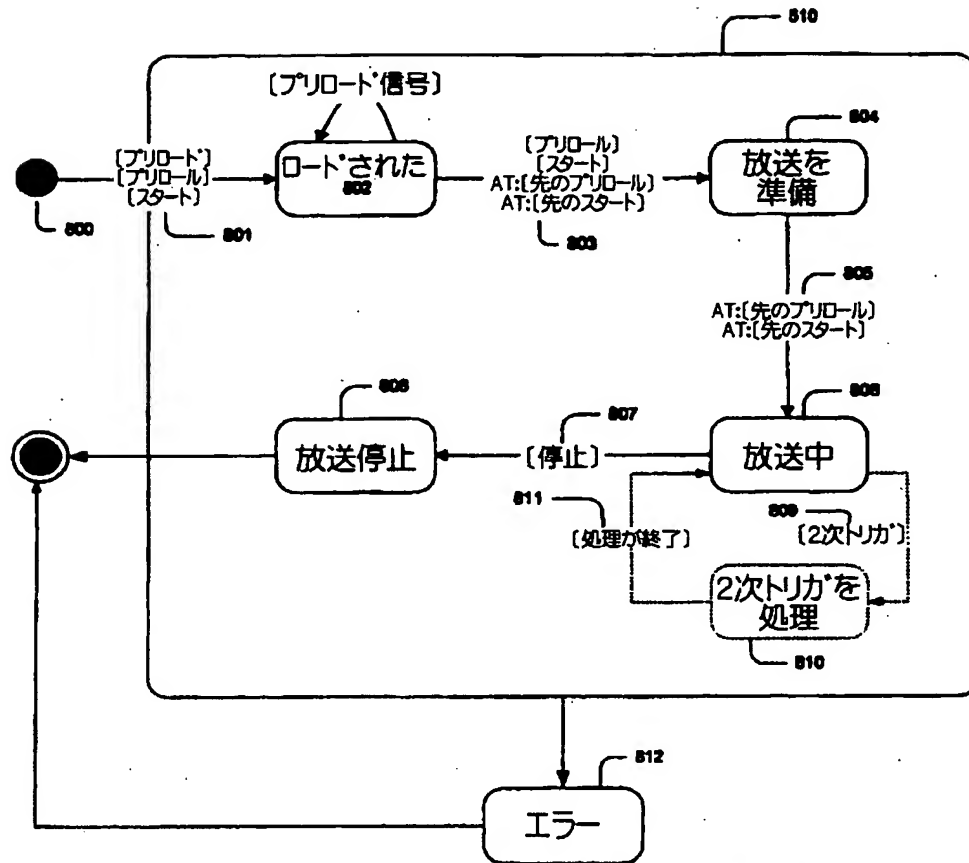 810
[プリロード信号]
804
[プリロード]
[プリロール]
[スタート]
ロードされた
802
[プリロール]
[スタート]
AT:[先のプリロール]
AT:[先のスタート]
放送を
準備
800
801
803
805
AT:[先のプリロール]
AT:[先のスタート]
806
807
808
放送停止
[停止]
放送中
811
809
[処理が終了]
[2次トリガ]
2次トリガを
処理
810
812
エラー